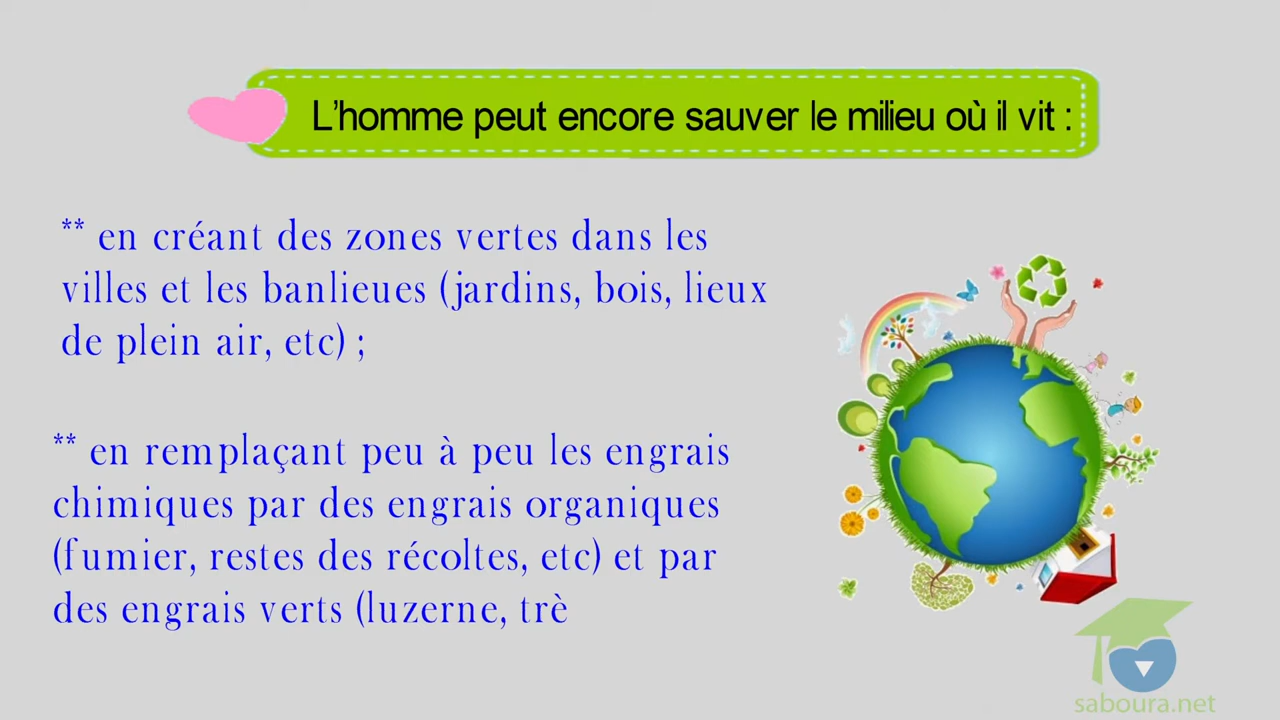 L'homme peut encore sauver le milieu où il vit :
** en créant des zones vertes dans les
villes et les banlieues (jardins, bois, lieux
de plein air, etc) ;
** en remplaçant peu à peu les engrais
chimiques par des engrais organiques
(fumier, restes des récoltes, etc) et par
des engrais verts (luzerne, trè
saboura.net